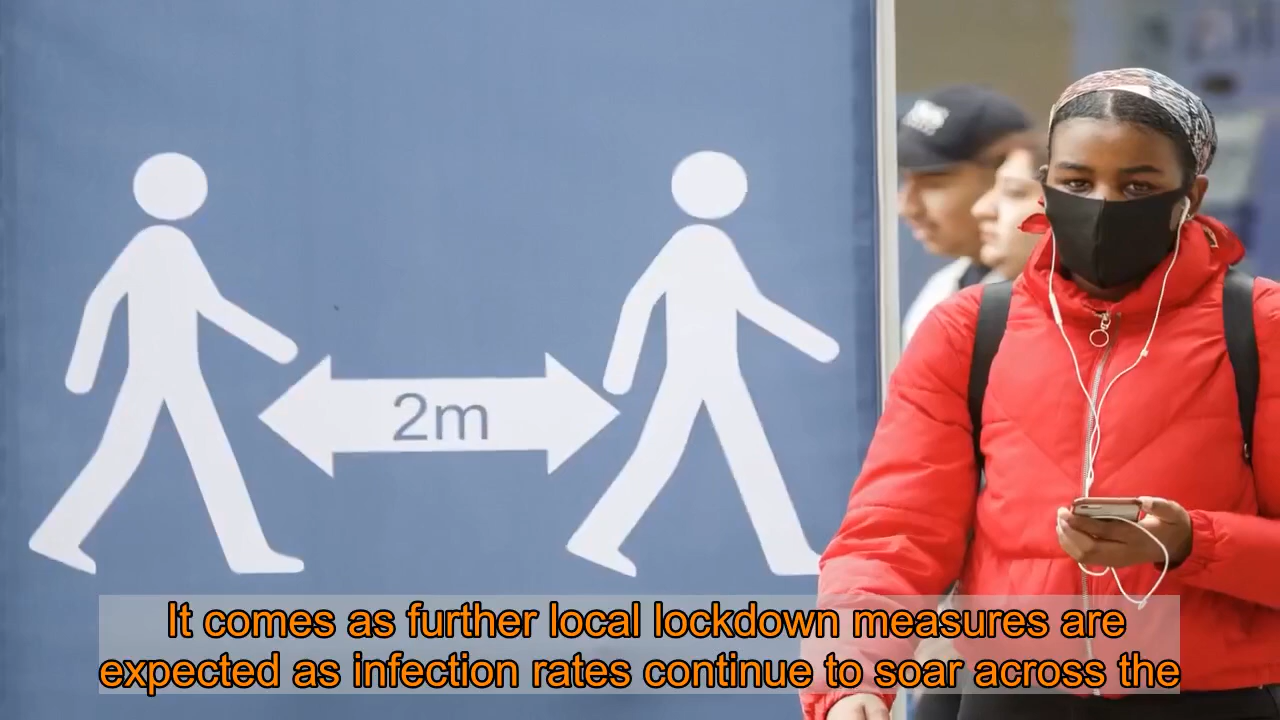 2m
It comes as further local lockdown measures are
expected as infection rates continue to soar across the